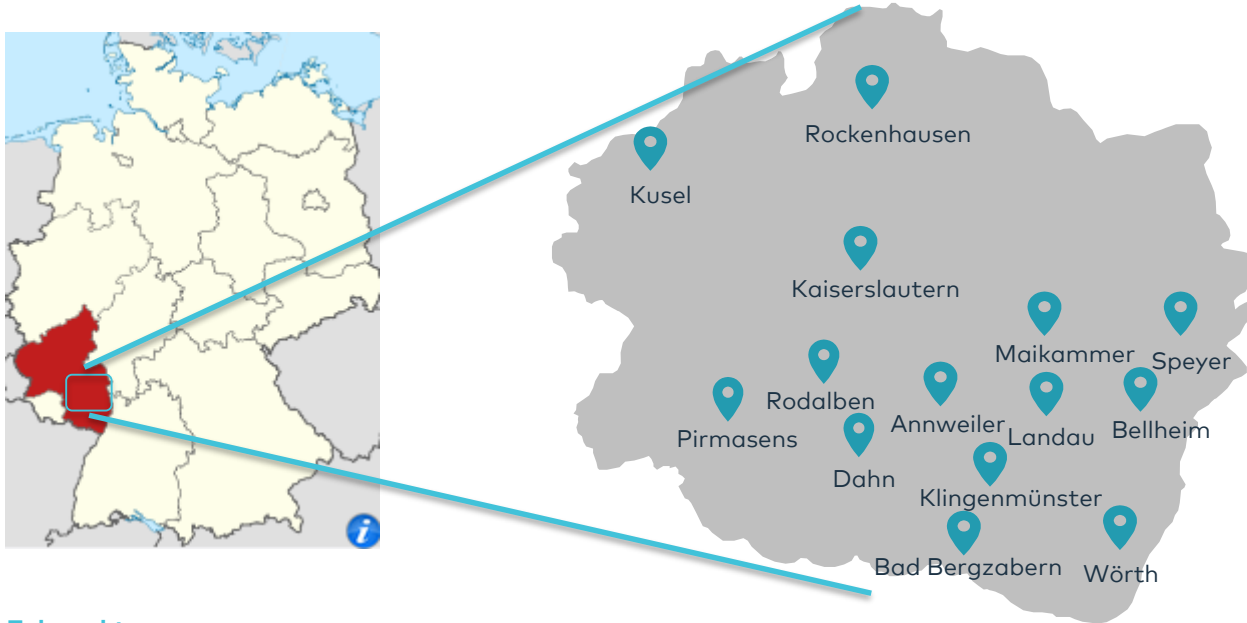 Rockenhausen
Kusel
Kaiserslautern
Maikammer
Speyer
Rodalben
Annweiler
Landau
Bellheim
Pirmasens
Dahn
Klingenmünster
Bad Bergzabern
Wörth
i